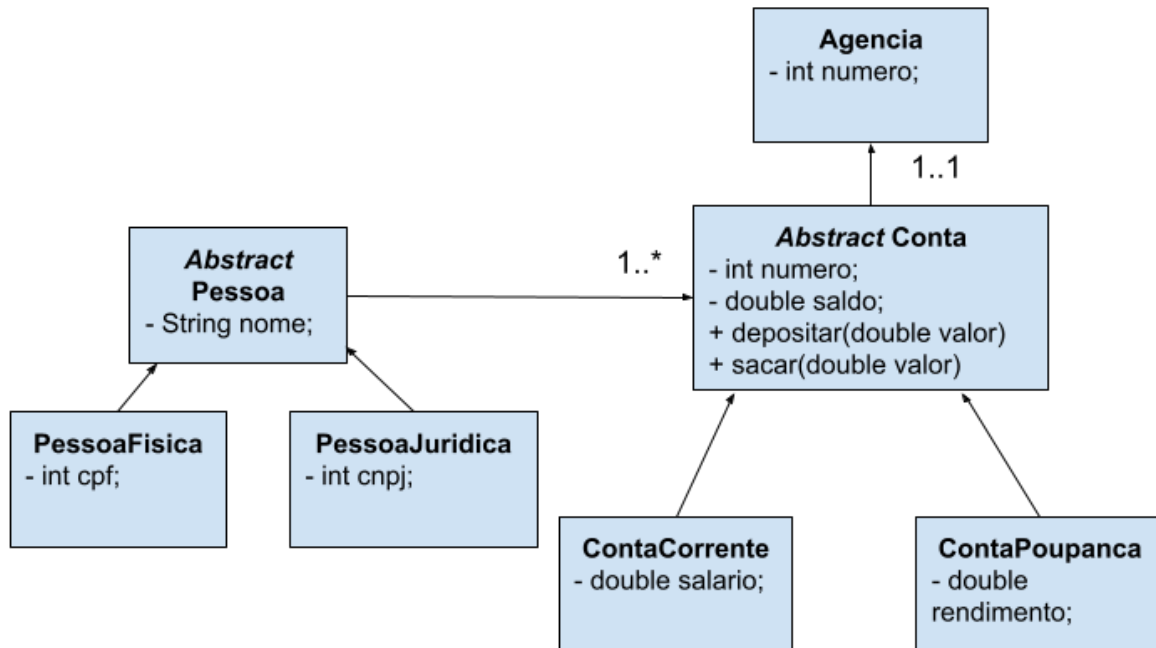 Agencia
- int numero;
1..1
Abstract
Pessoa
- String nome;
1..*
Abstract Conta
- int numero;
- double saldo;
+ depositar(double valor)
+ sacar(double valor)
PessoaFisica
- int cpf;
PessoaJuridica
- int cnpj;
ContaCorrente
- double salario;
ContaPoupanca
- double
rendimento;